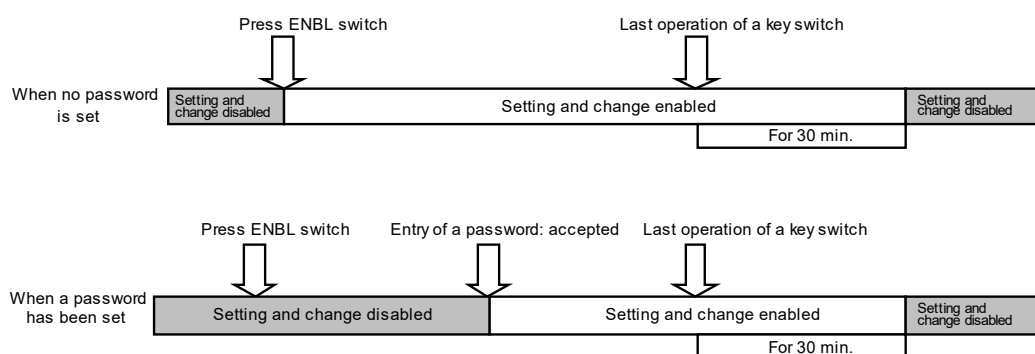 Press ENBL switch
Last operation of a key switch
When no password
is set
Setting and
change disabled
Setting and change enabled
Setting and
change disabled
For 30 min.
Press ENBL switch
Entry of a password: accepted
Last operation of a key switch
When a password
has been set
Setting and change disabled
Setting and change enabled
Setting and
change disabled
For 30 min.